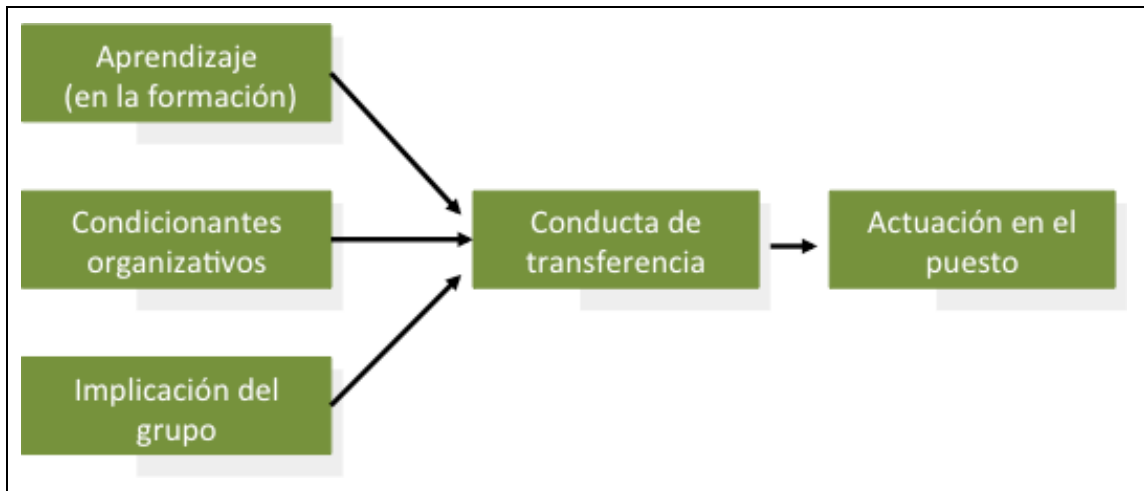 Aprendizaje
(en la formación)
Condicionantes
organizativos
Implicación del
grupo
Conducta de
transferencia
Actuación en el
puesto